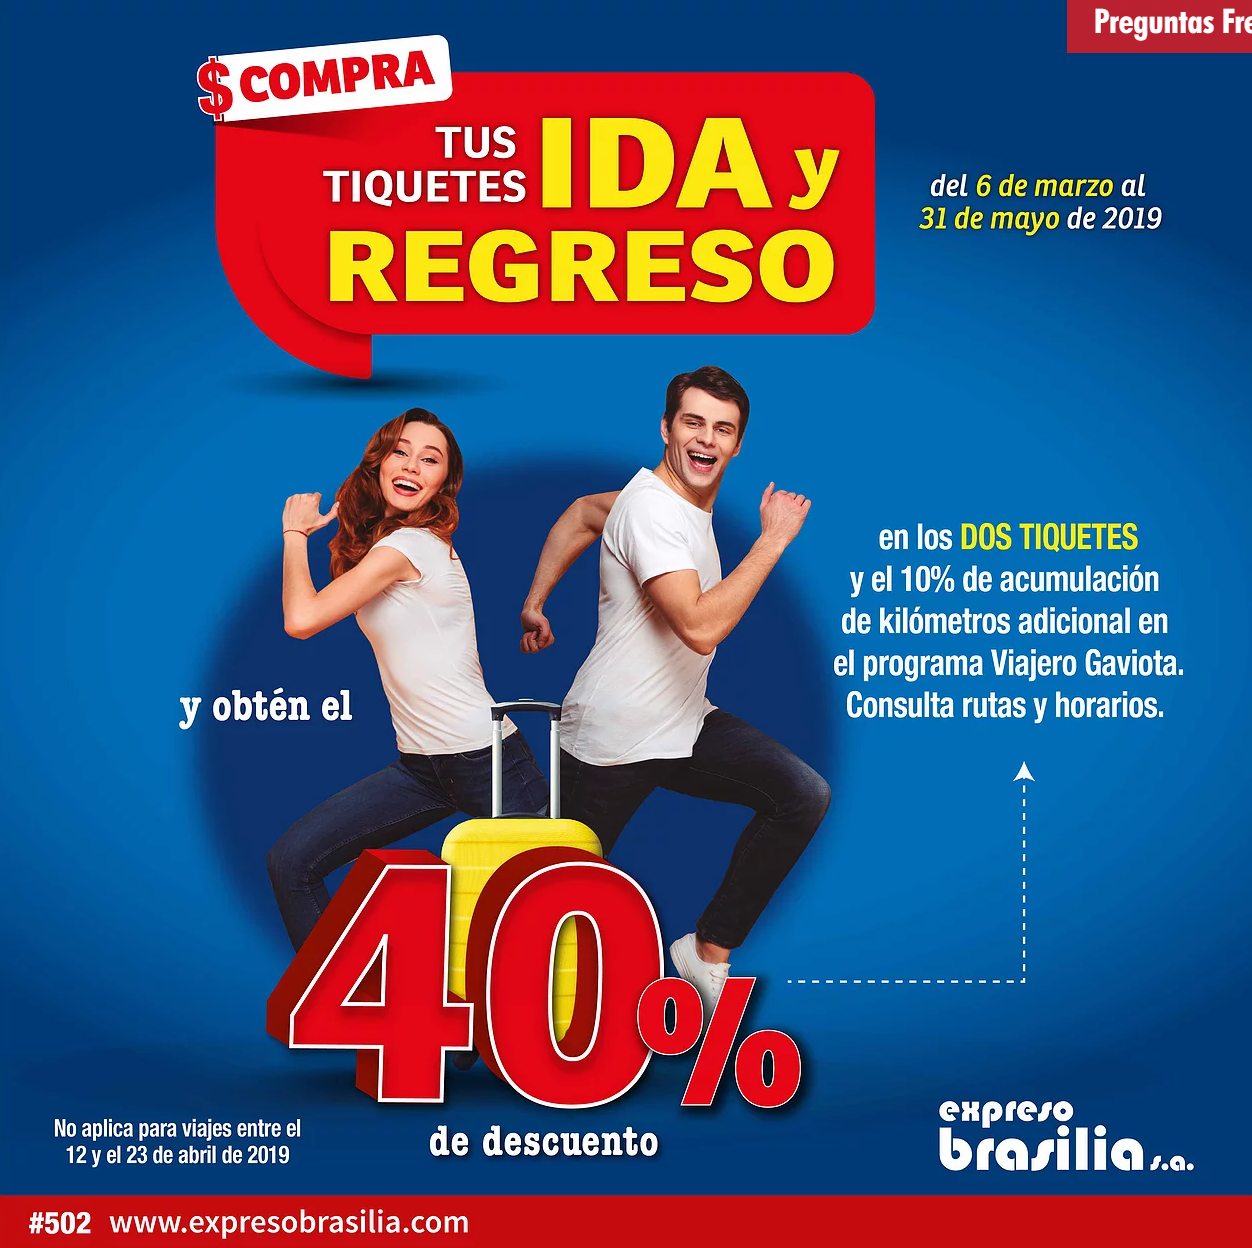 Preguntas Fre
$ COMPRA
TUS
TIQUETES
IDA y
REGRESO
del 6 de marzo al
31 de mayo de 2019
y obtén el
40%
de descuento
en los DOS TIQUETES
y el 10% de acumulación
de kilómetros adicional en
el programa Viajero Gaviota.
Consulta rutas y horarios.
No aplica para viajes entre el
12 y el 23 de abril de 2019
expreso
brasilia s.a.
#502 www.expresobrasilia.com